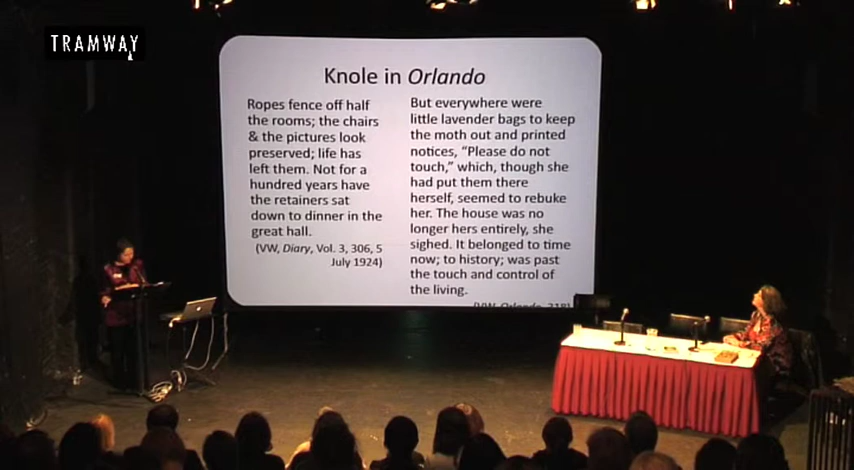 TRAMWAY
Knole in Orlando
Ropes fence off half
the rooms; the chairs
& the pictures look
preserved; life has
left them. Not for a
hundred years have
the retainers sat
down to dinner in the
great hall.
(VW, Diary, Vol. 3, 306, 5
July 1924)
But everywhere were
little lavender bags to keep
the moth out and printed
notices, “Please do not
touch,” which, though she
had put them there
herself, seemed to rebuke
her. The house was no
longer hers entirely, she
sighed. It belonged to time
now; to history; was past
the touch and control of
the living.
(VW, Orlando, 318)